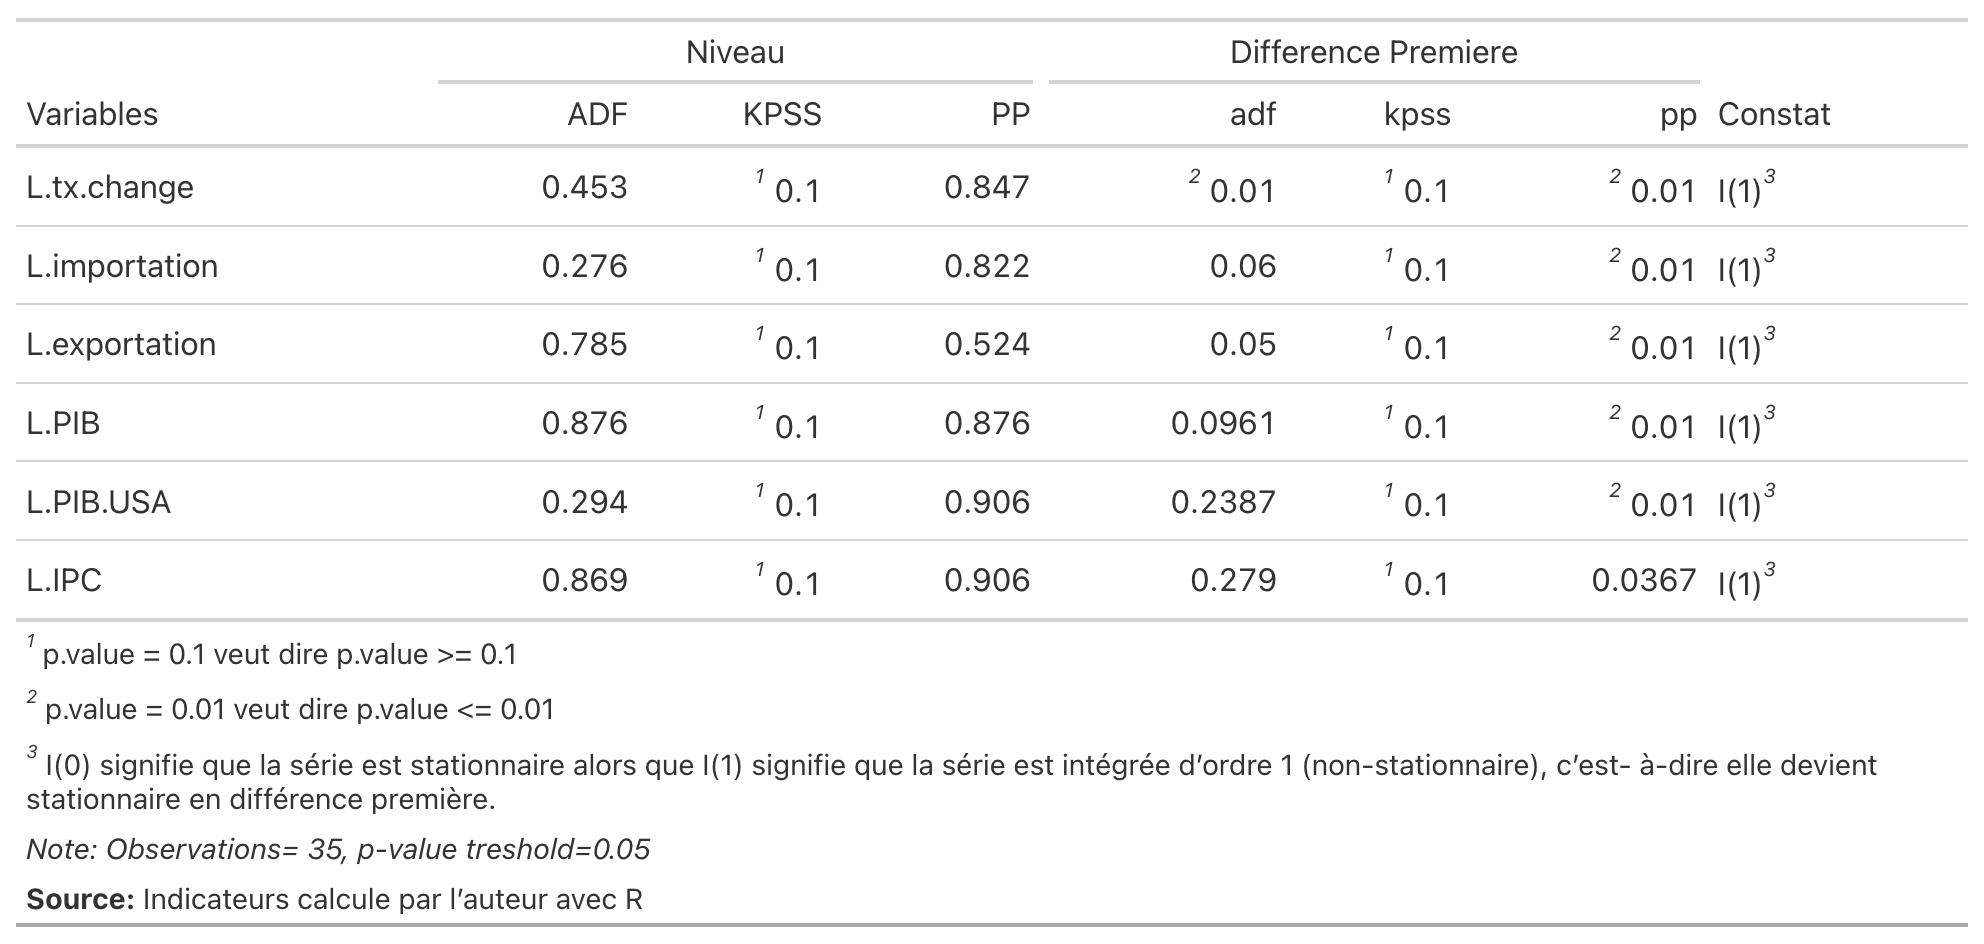 Niveau Difference Premiere
Variables ADF KPSS PP adf kpss pp Constat
L.tx.change 0.453 1 0.1 0.847 2 0.01 1 0.1 2 0.01 I(1)3
L.importation 0.276 1 0.1 0.822 0.06 1 0.1 2 0.01 I(1)3
L.exportation 0.785 1 0.1 0.524 0.05 1 0.1 2 0.01 I(1)3
L.PIB 0.876 1 0.1 0.876 0.0961 1 0.1 2 0.01 I(1)3
L.PIB.USA 0.294 1 0.1 0.906 0.2387 1 0.1 2 0.01 I(1)3
L.IPC 0.869 1 0.1 0.906 0.279 1 0.1 0.0367 I(1)3
1 p.value = 0.1 veut dire p.value >= 0.1
2 p.value = 0.01 veut dire p.value <= 0.01
3 I(0) signifie que la série est stationnaire alors que I(1) signifie que la série est intégrée d’ordre 1 (non-stationnaire), c’est- à-dire elle devient
stationnaire en différence première.
Note: Observations= 35, p-value treshold=0.05
Source: Indicateurs calcule par l’auteur avec R